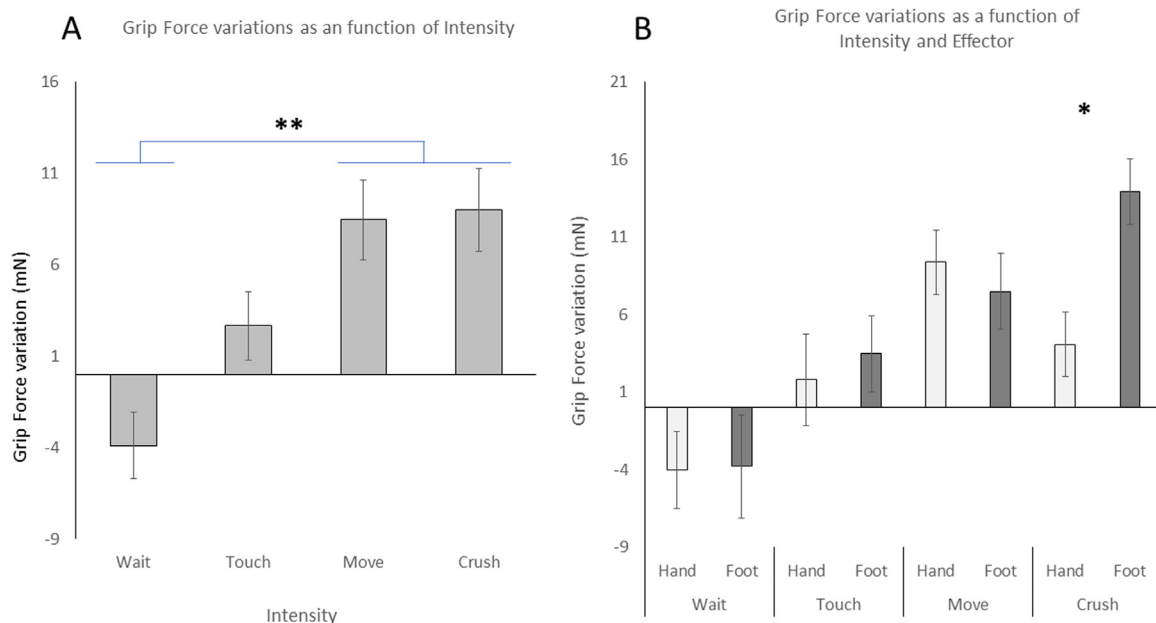 A
Grip Force variations as an function of Intensity
Grip Force variation (mN)
16
11
6
1
-4
-9
**
Wait Touch Move Crush
Intensity
B
Grip Force variations as a function of
Intensity and Effector
Grip Force variation (mN)
21
16
11
6
1
-4
-9
*
Hand Foot Hand Foot Hand Foot Hand Foot
Wait Touch Move Crush